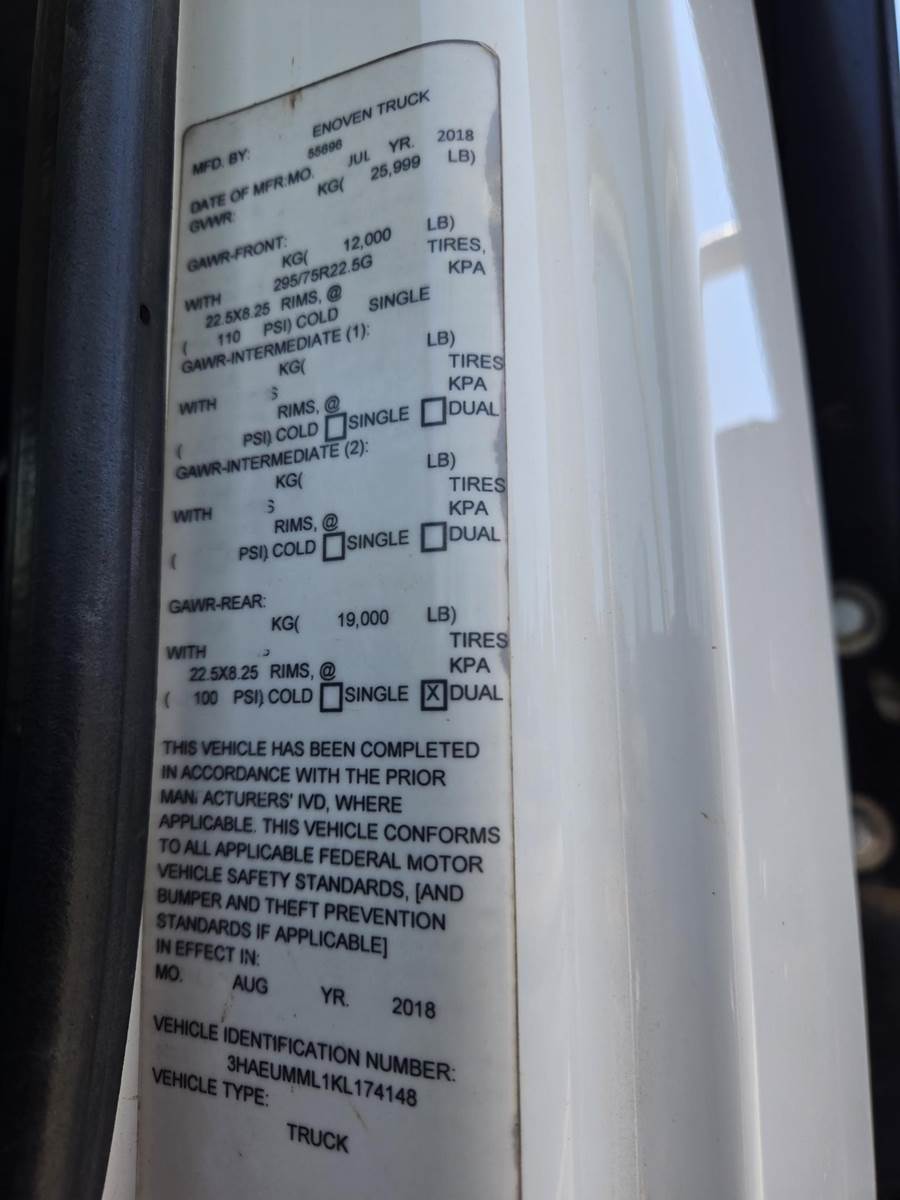 MFD. BY: ENOVEN TRUCK
55696
DATE OF MFR:MO. JUL YR. 2018
GVWR: KG( 25,999 LB)
GAWR-FRONT:
KG( 12,000 LB)
WITH 295/75R22.5G TIRES,
22.5X8.25 RIMS, @ KPA
( 110 PSI) COLD SINGLE
GAWR-INTERMEDIATE (1):
KG( LB)
WITH S TIRES
RIMS, @ KPA
( PSI) COLD SINGLE DUAL
GAWR-INTERMEDIATE (2):
KG( LB)
WITH S TIRES
RIMS, @ KPA
( PSI) COLD SINGLE DUAL
GAWR-REAR:
KG( 19,000 LB)
WITH TIRES
22.5X8.25 RIMS, @ KPA
( 100 PSI) COLD SINGLE X DUAL
THIS VEHICLE HAS BEEN COMPLETED
IN ACCORDANCE WITH THE PRIOR
MAN ACTURERS' IVD, WHERE
APPLICABLE. THIS VEHICLE CONFORMS
TO ALL APPLICABLE FEDERAL MOTOR
VEHICLE SAFETY STANDARDS, [AND
BUMPER AND THEFT PREVENTION
STANDARDS IF APPLICABLE]
IN EFFECT IN:
MO. AUG YR. 2018
VEHICLE IDENTIFICATION NUMBER:
3HAEUMML1KL174148
VEHICLE TYPE:
TRUCK